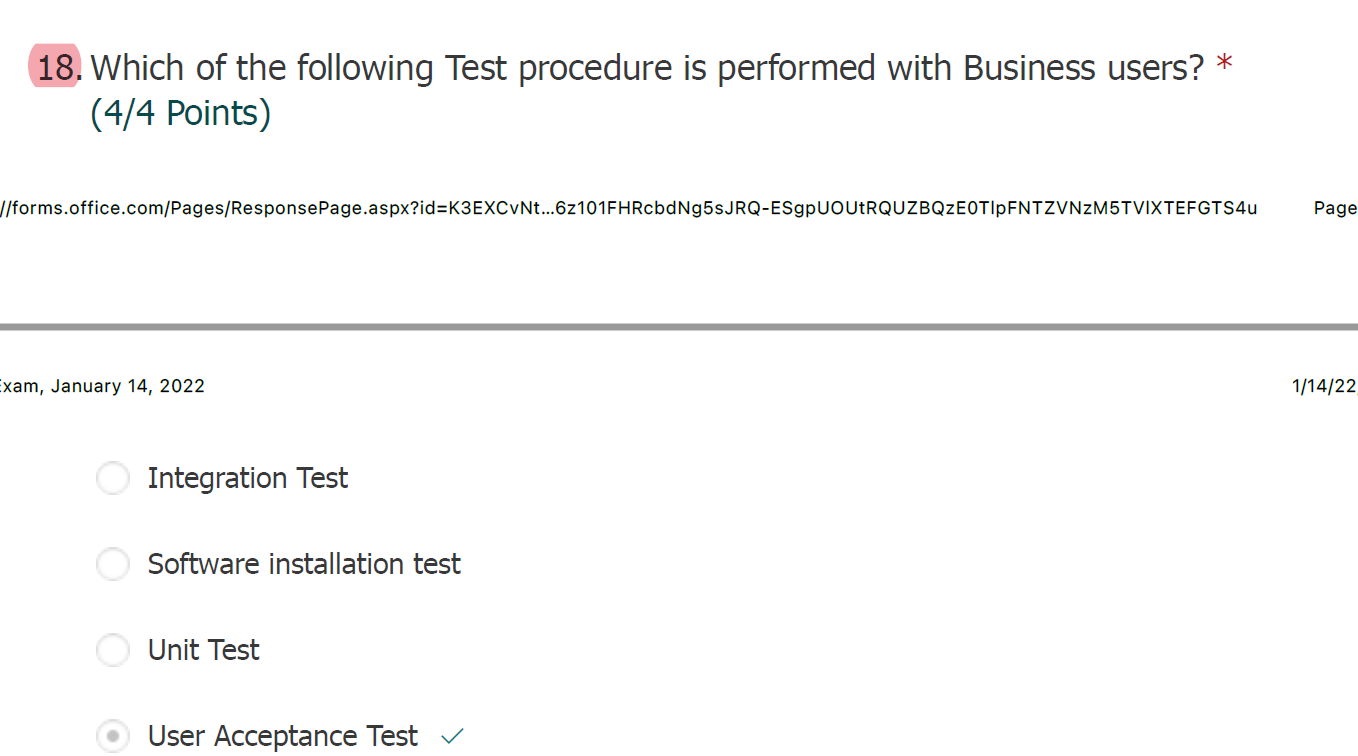 18. Which of the following Test procedure is performed with Business users? *
(4/4 Points)
//forms.office.com/Pages/ResponsePage.aspx?id=K3EXCvNt…6z101FHRcbdNg5sJRQ-ESgpUOUtRQUZBQzE0TlpFNTZVNzM5TVlXTEFGTS4u Page
Exam, January 14, 2022 1/14/22,
Integration Test
Software installation test
Unit Test
User Acceptance Test